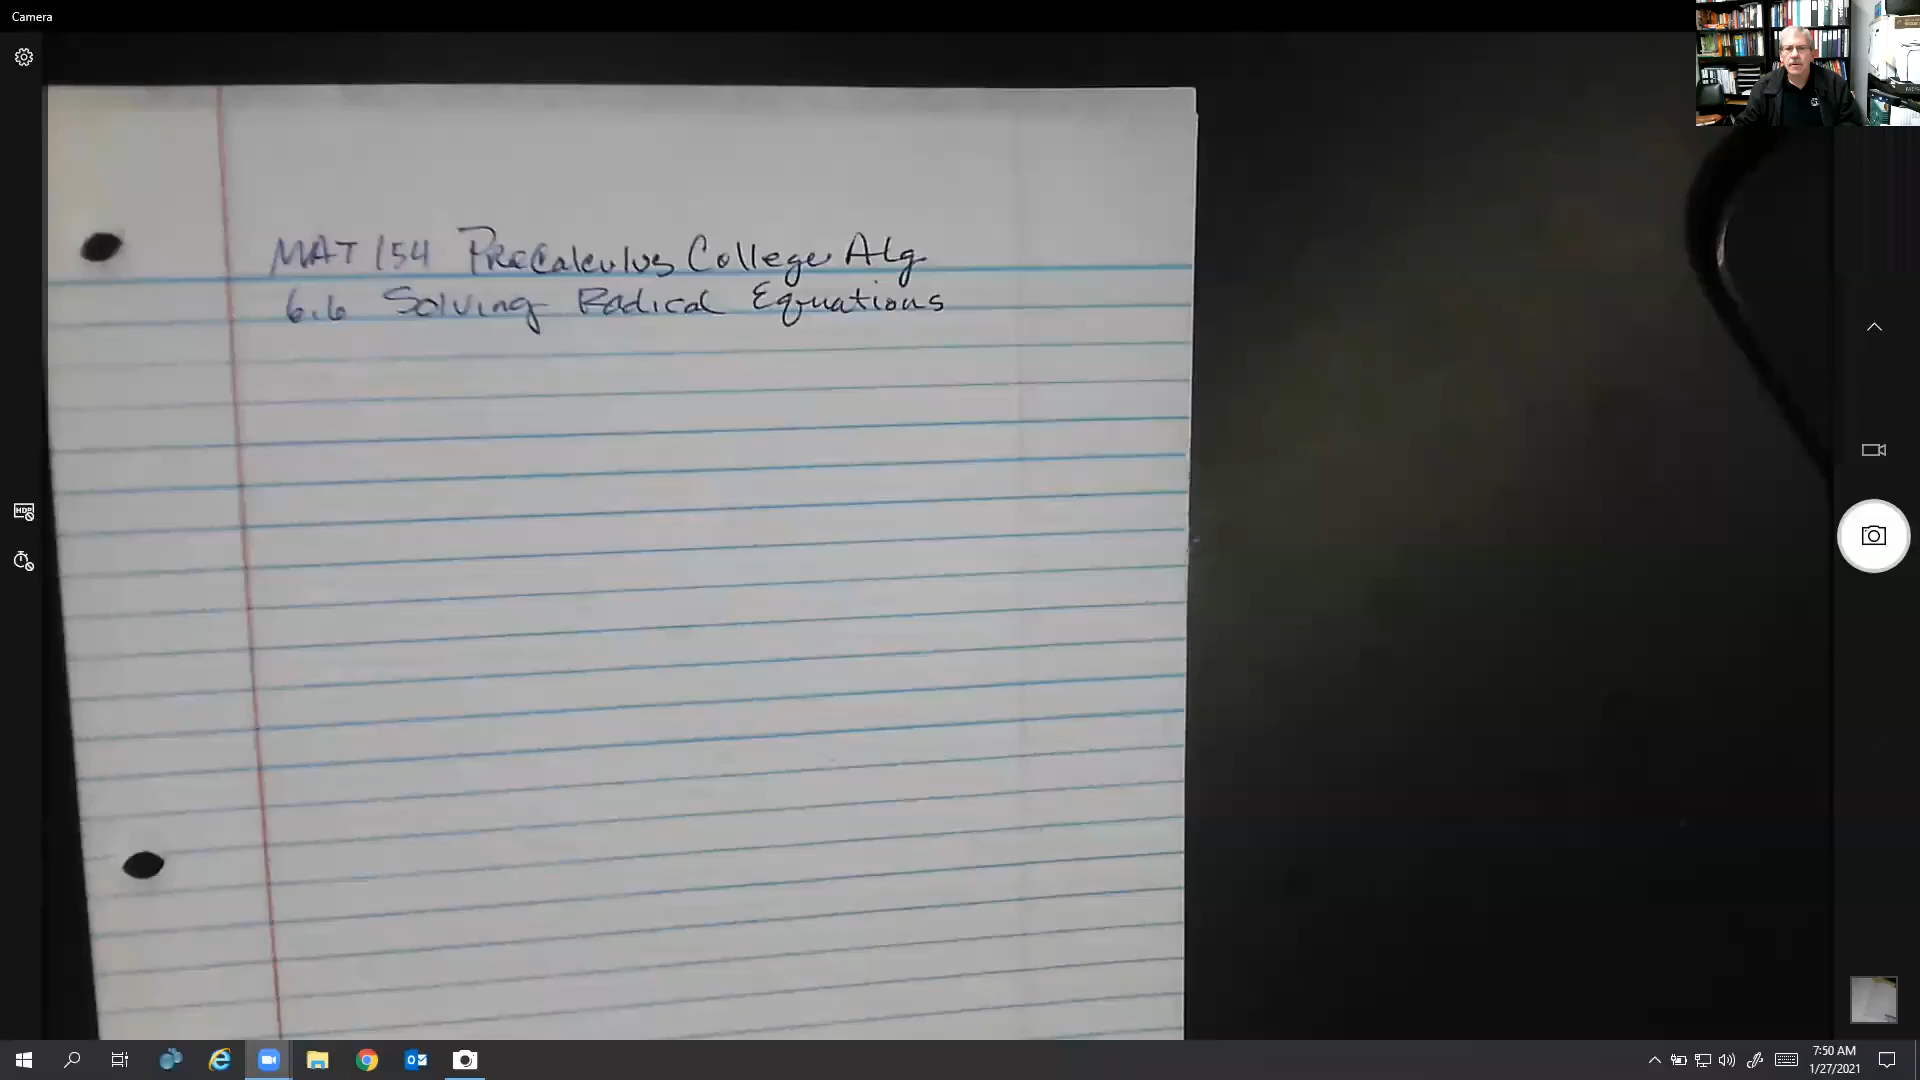 Camera
MAT 154 PreCalculus College Alg
6.6 Solving Radical Equations
7:50 AM
1/27/2021